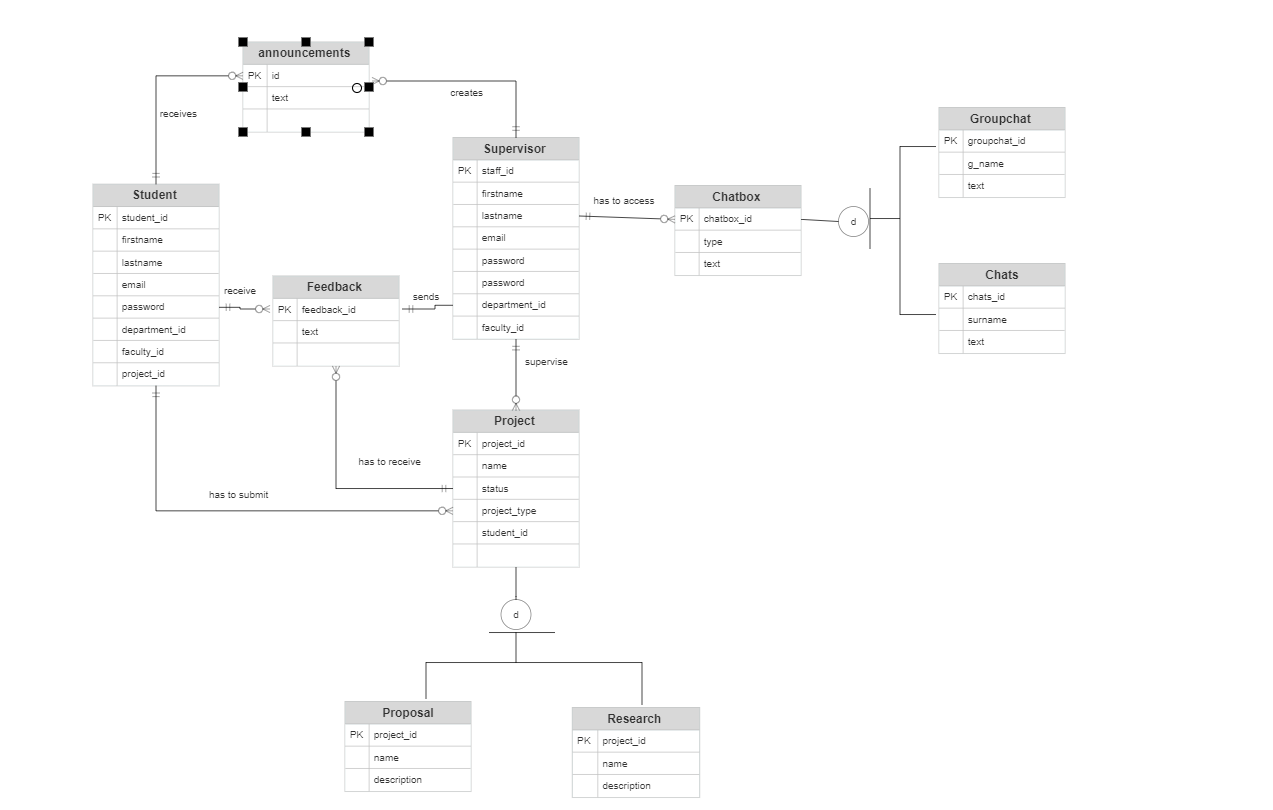 announcements
PK id
text
creates
receives
Student
PK student_id
firstname
lastname
email
password
department_id
faculty_id
project_id
receive
Feedback
PK feedback_id
text
sends
Supervisor
PK staff_id
firstname
lastname
email
password
password
department_id
faculty_id
has to access
Chatbox
PK chatbox_id
type
text
d
Groupchat
PK groupchat_id
g_name
text
Chats
PK chats_id
surname
text
supervise
has to receive
has to submit
Project
PK project_id
name
status
project_type
student_id
d
Proposal
PK project_id
name
description
Research
PK project_id
name
description